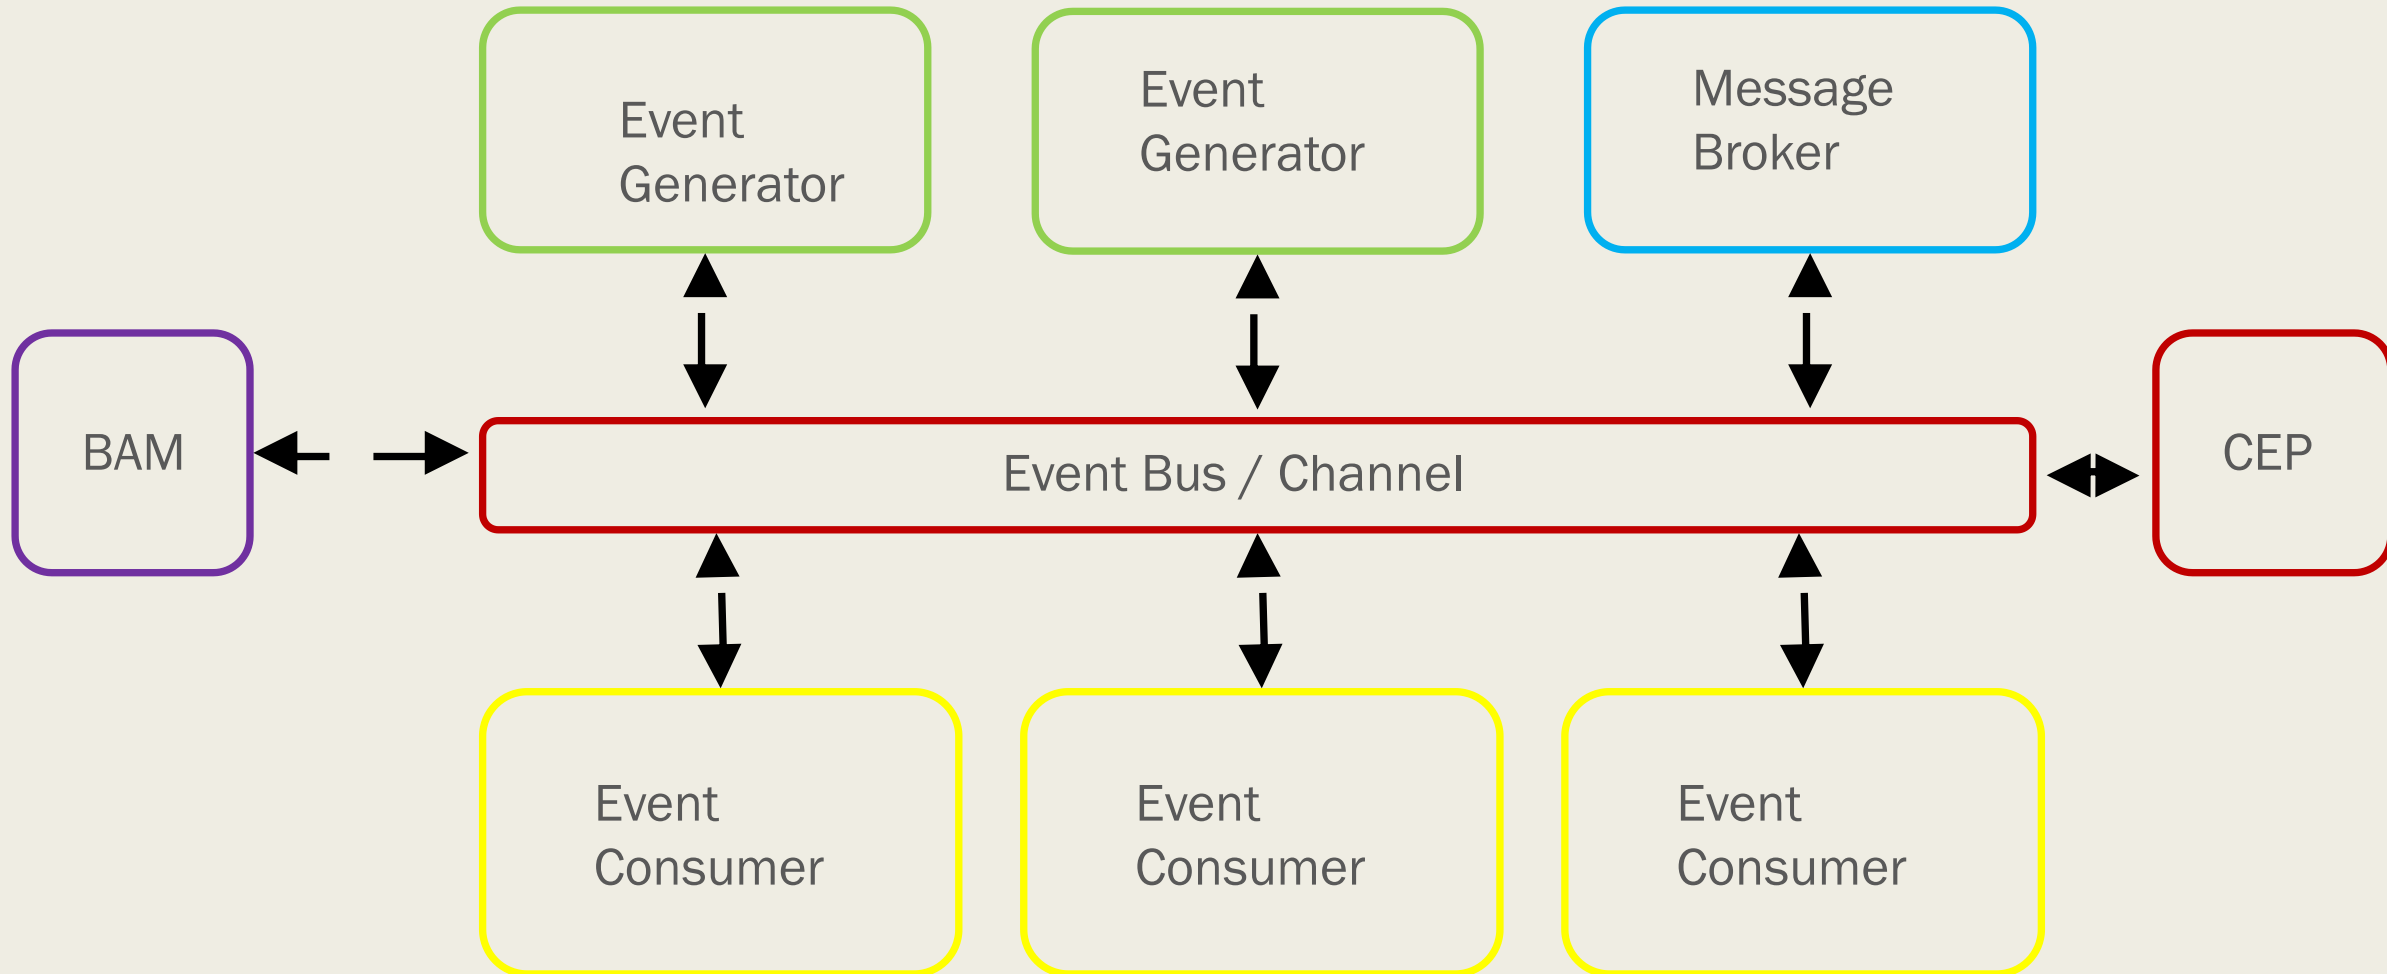 Event
Generator
Event
Generator
Message
Broker
BAM
Event Bus / Channel
CEP
Event
Consumer
Event
Consumer
Event
Consumer